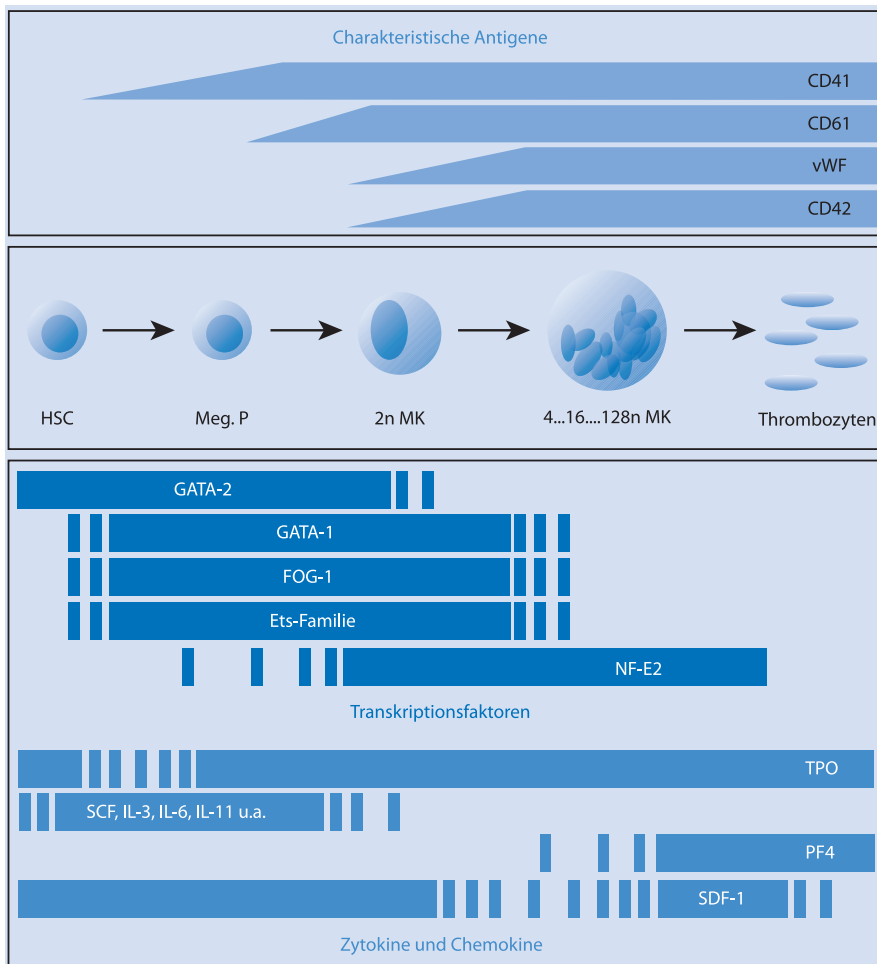 Charakteristische Antigene
CD41
CD61
vWF
CD42
HSC
Meg. P
2n MK
4...16....128n MK
Thrombozyten
GATA-2
GATA-1
FOG-1
Ets-Familie
NF-E2
Transkriptionsfaktoren
TPO
SCF, IL-3, IL-6, IL-11 u.a.
PF4
SDF-1
Zytokine und Chemokine